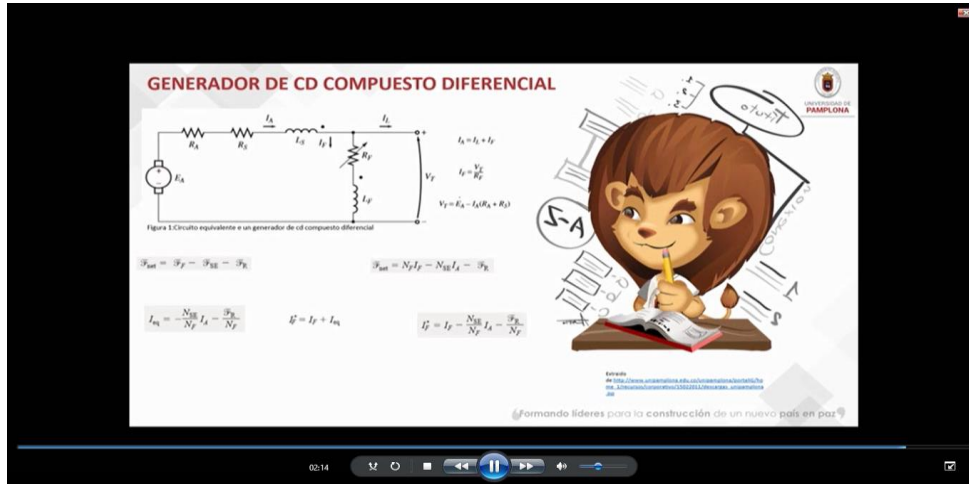 GENERADOR DE CD COMPUESTO DIFERENCIAL
UNIVERSIDAD DE
PAMPLONA
Título
I_A
I_L
R_A
R_S
L_S
I_F
R_F
L_F
E_A
V_T
I_A = I_L + I_F
I_F = V_T/R_F
V_T = E_A − I_A(R_A + R_S)
Figura 1:Circuito equivalente e un generador de cd compuesto diferencial
ℱ_net = ℱ_F − ℱ_SE − ℱ_R
ℱ_net = N_F I_F − N_SE I_A − ℱ_R
I_eq = −N_SE/N_F I_A − ℱ_R/N_F
I*_F = I_F + I_eq
I*_F = I_F − N_SE/N_F I_A − ℱ_R/N_F
Extraído
Formando líderes para la construcción de un nuevo país en paz
02:14